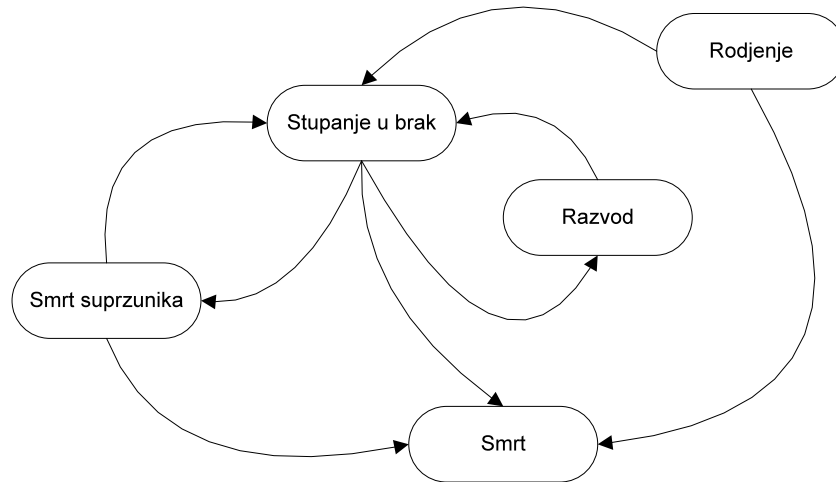 Rodjenje
Stupanje u brak
Razvod
Smrt suprzunika
Smrt